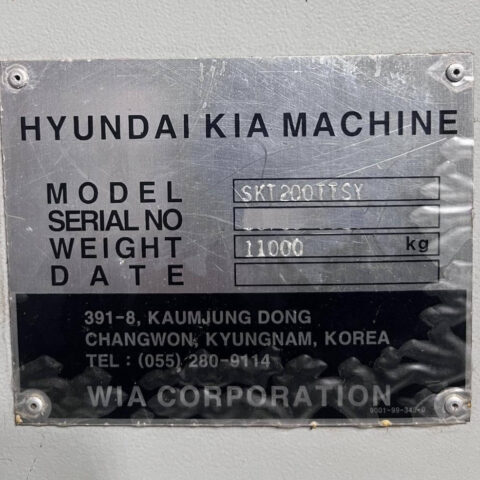 HYUNDAI KIA MACHINE
MODEL SKT200TTSY
SERIAL NO
WEIGHT 11000 kg
DATE
391-8, KAUMJUNG DONG
CHANGWON, KYUNGNAM, KOREA
TEL : (055) 280-9114
WIA CORPORATION